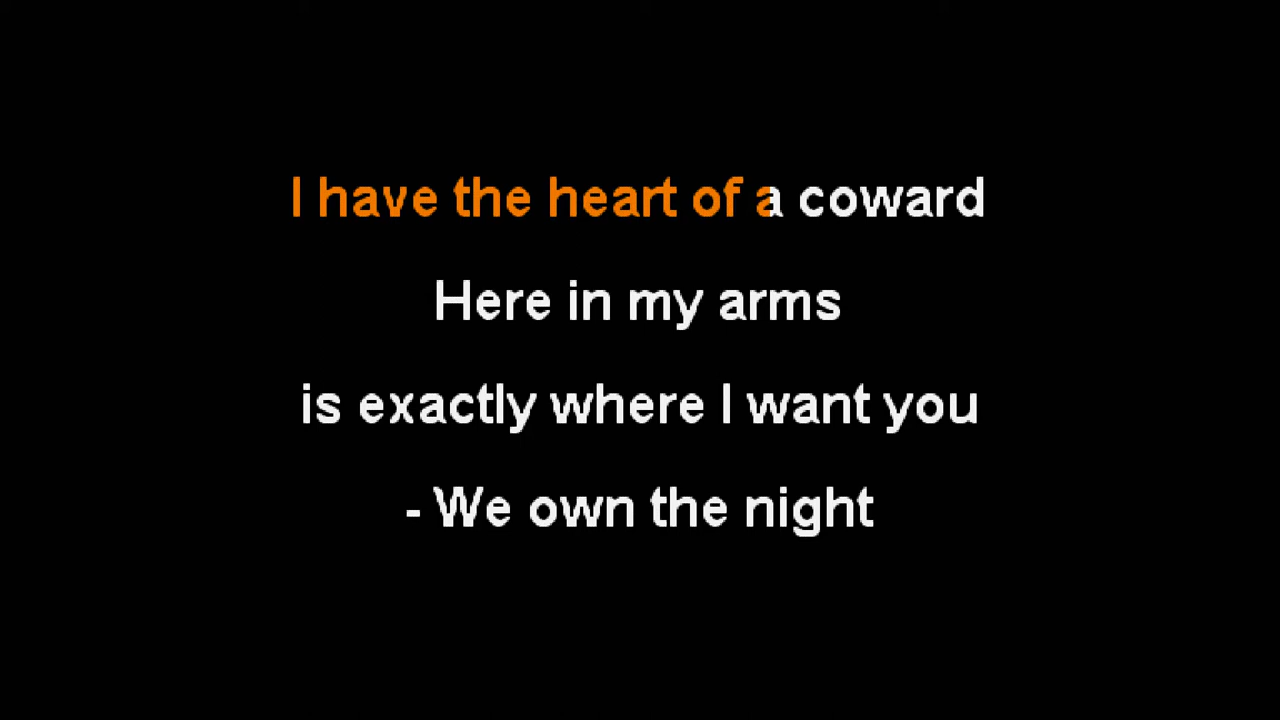 I have the heart of a coward
Here in my arms
is exactly where I want you
- We own the night